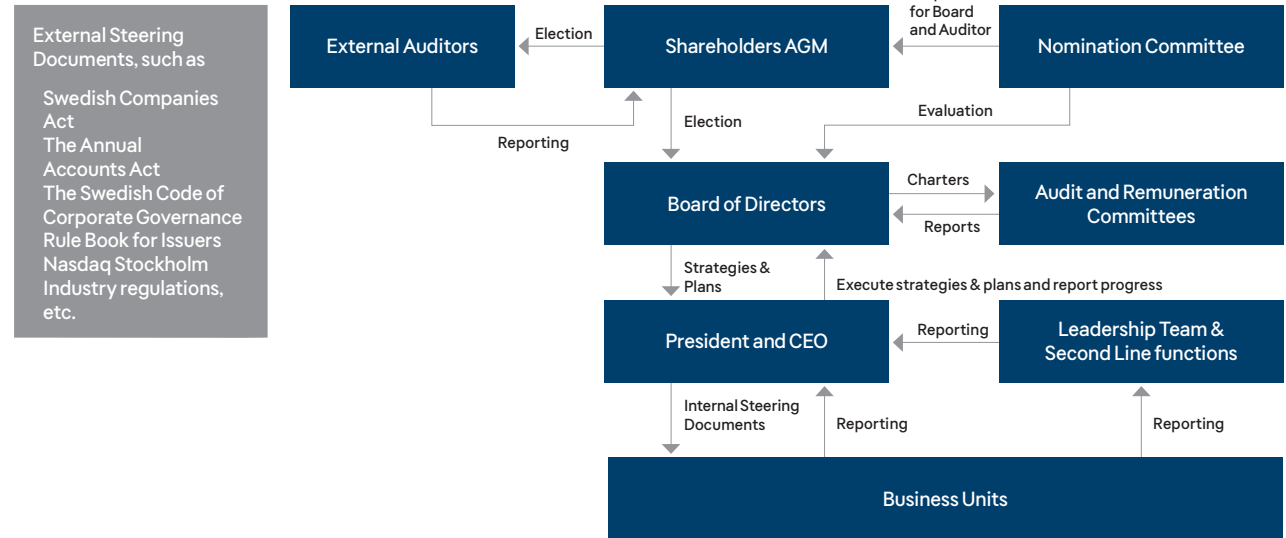 External Steering
Documents, such as
Swedish Companies
Act
The Annual
Accounts Act
The Swedish Code of
Corporate Governance
Rule Book for Issuers
Nasdaq Stockholm
Industry regulations,
etc.
External Auditors
Election
Shareholders AGM
for Board
and Auditor
Nomination Committee
Reporting
Election
Evaluation
Board of Directors
Charters
Reports
Audit and Remuneration
Committees
Strategies &
Plans
Execute strategies & plans and report progress
President and CEO
Reporting
Leadership Team &
Second Line functions
Internal Steering
Documents
Reporting
Reporting
Business Units